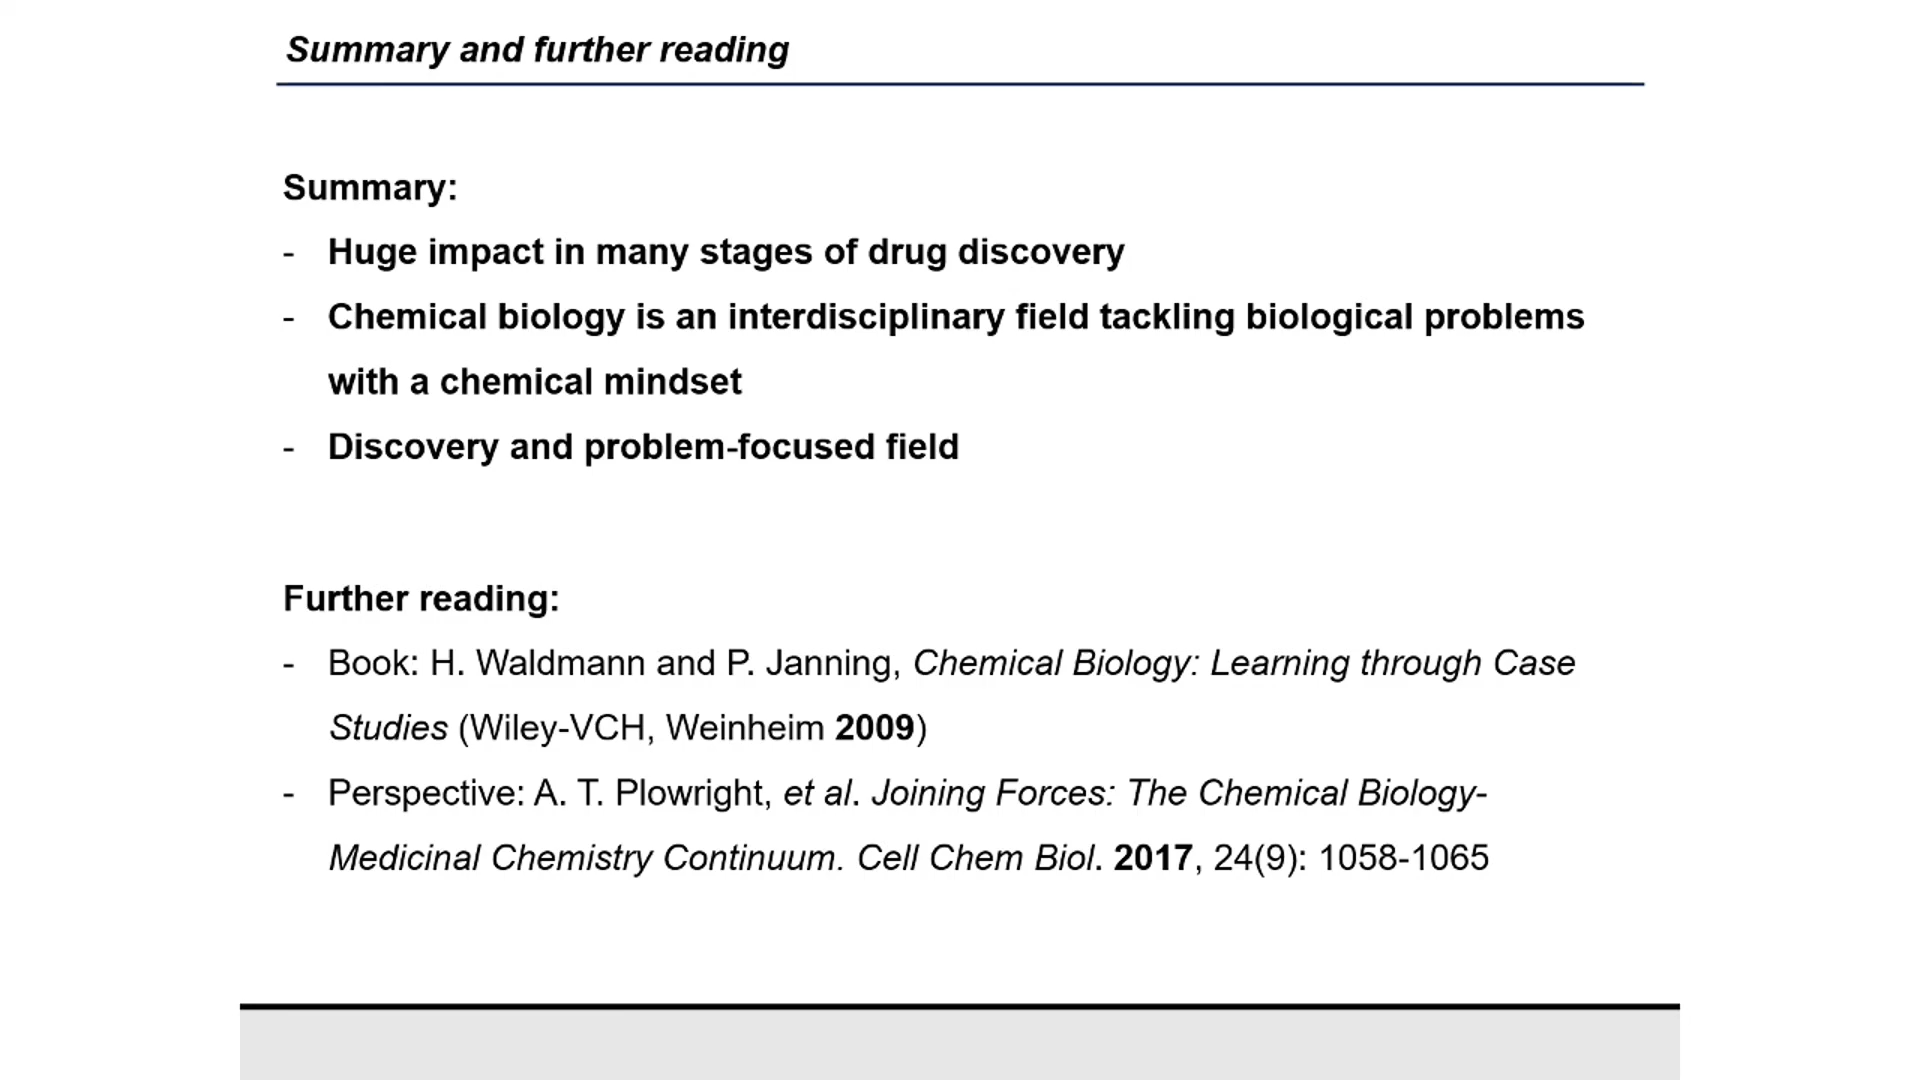 Summary and further reading
Summary:
- Huge impact in many stages of drug discovery
- Chemical biology is an interdisciplinary field tackling biological problems
with a chemical mindset
- Discovery and problem-focused field
Further reading:
- Book: H. Waldmann and P. Janning, Chemical Biology: Learning through Case
Studies (Wiley-VCH, Weinheim 2009)
- Perspective: A. T. Plowright, et al. Joining Forces: The Chemical Biology-
Medicinal Chemistry Continuum. Cell Chem Biol. 2017, 24(9): 1058-1065